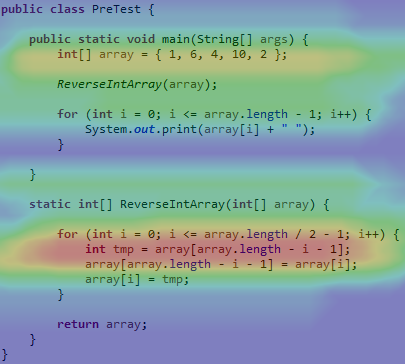 public class PreTest {
public static void main(String[] args) {
int[] array = { 1, 6, 4, 10, 2 };
ReverseIntArray(array);
for (int i = 0; i <= array.length - 1; i++) {
System.out.print(array[i] + " ");
}
}
static int[] ReverseIntArray(int[] array) {
for (int i = 0; i <= array.length / 2 - 1; i++) {
int tmp = array[array.length - i - 1];
array[array.length - i - 1] = array[i];
array[i] = tmp;
}
return array;
}
}